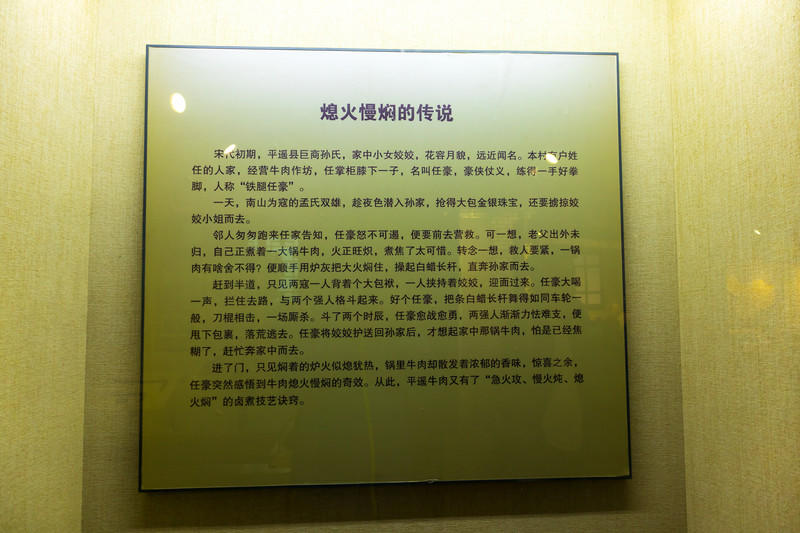 熄火慢焖的传说
宋代初期，平遥县巨商孙氏，家中小女姣姣，花容月貌，远近闻名。本村有户姓
任的人家，经营牛肉作坊，任掌柜膝下一子，名叫任豪，豪侠仗义，练得一手好拳
脚，人称“铁腿任豪”。
一天，南山为寇的孟氏双雄，趁夜色潜入孙家，抢得大包金银珠宝，还要掳掠姣
姣小姐而去。
邻人匆匆跑来任家告知，任豪怒不可遏，便要前去营救。可一想，老父出外未
归，自己正煮着一大锅牛肉，火正旺炽，煮焦了太可惜。转念一想，救人要紧，一锅
肉有啥舍不得？便顺手用炉灰把大火焖住，操起白蜡长杆，直奔孙家而去。
赶到半道，只见两寇一人背着个大包袱，一人挟持着姣姣，迎面过来。任豪大喝
一声，拦住去路，与两个强人格斗起来。好个任豪，把条白蜡长杆舞得如同车轮一
般，刀棍相击，一场厮杀。斗了两个时辰，任豪愈战愈勇，两强人渐渐力怯难支，便
甩下包裹，落荒逃去。任豪将姣姣护送回孙家后，才想起家中那锅牛肉，怕是已经焦
糊了，赶忙奔家中而去。
进了门，只见焖着的炉火似熄犹热，锅里牛肉却散发着浓郁的香味，惊喜之余，
任豪突然感悟到牛肉熄火慢焖的奇效。从此，平遥牛肉又有了“急火攻、慢火炖、熄
火焖”的卤煮技艺诀窍。